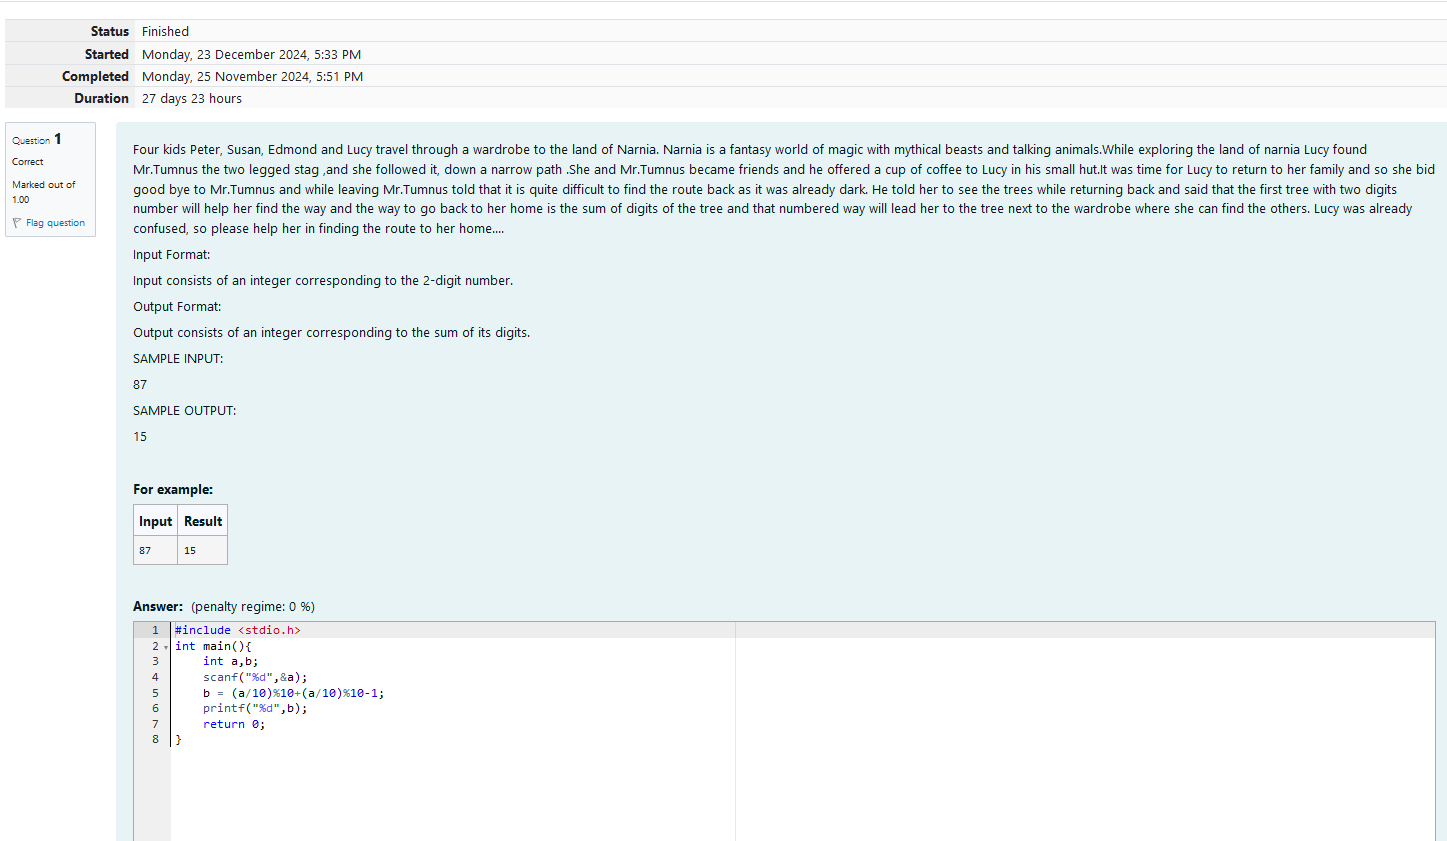 Status Finished
Started Monday, 23 December 2024, 5:33 PM
Completed Monday, 25 November 2024, 5:51 PM
Duration 27 days 23 hours
Question 1
Correct
Marked out of
1.00
Flag question
Four kids Peter, Susan, Edmond and Lucy travel through a wardrobe to the land of Narnia. Narnia is a fantasy world of magic with mythical beasts and talking animals.While exploring the land of narnia Lucy found
Mr.Tumnus the two legged stag ,and she followed it, down a narrow path .She and Mr.Tumnus became friends and he offered a cup of coffee to Lucy in his small hut.It was time for Lucy to return to her family and so she bid
good bye to Mr.Tumnus and while leaving Mr.Tumnus told that it is quite difficult to find the route back as it was already dark. He told her to see the trees while returning back and said that the first tree with two digits
number will help her find the way and the way to go back to her home is the sum of digits of the tree and that numbered way will lead her to the tree next to the wardrobe where she can find the others. Lucy was already
confused, so please help her in finding the route to her home....
Input Format:
Input consists of an integer corresponding to the 2-digit number.
Output Format:
Output consists of an integer corresponding to the sum of its digits.
SAMPLE INPUT:
87
SAMPLE OUTPUT:
15
For example:
Input Result
87 15
Answer: (penalty regime: 0 %)
1 #include <stdio.h>
2 int main(){
3 int a,b;
4 scanf("%d",&a);
5 b = (a/10)%10+(a/10)%10-1;
6 printf("%d",b);
7 return 0;
8 }